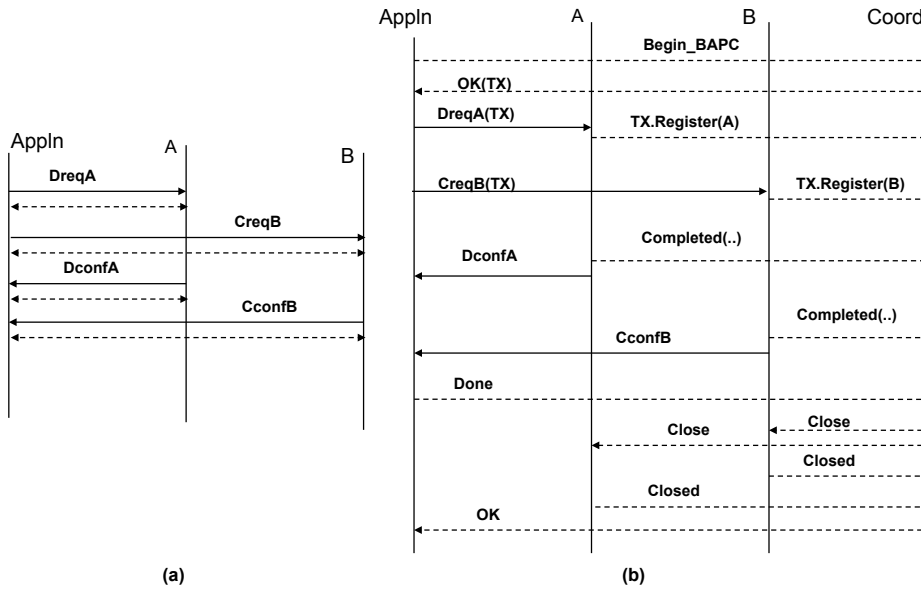 Appln
A
B
DreqA
CreqB
DconfA
CconfB
(a)
Appln
A
B
Coord
Begin_BAPC
OK(TX)
DreqA(TX)
TX.Register(A)
CreqB(TX)
TX.Register(B)
Completed(..)
DconfA
Completed(..)
CconfB
Done
Close
Close
Closed
Closed
OK
(b)